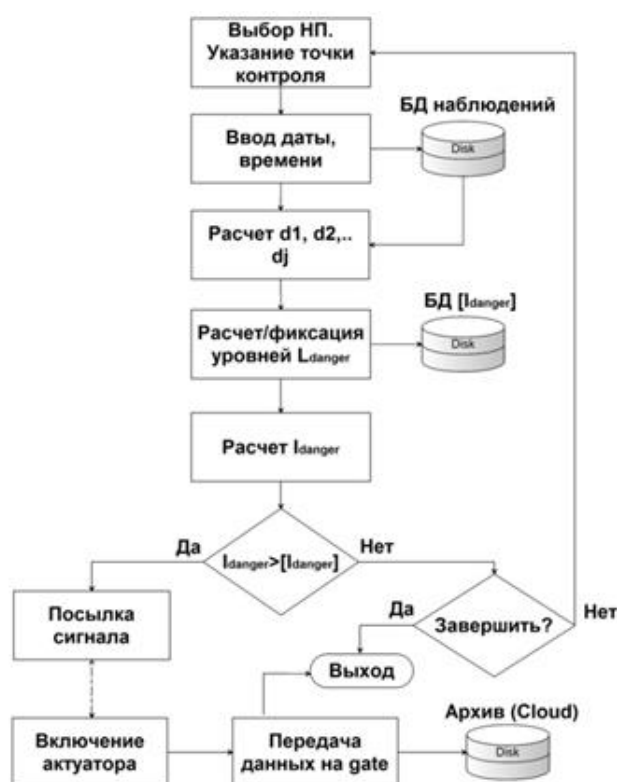 Выбор НП.
Указание точки
контроля
БД наблюдений
Disk
Ввод даты,
времени
Расчет d1, d2,..
dj
БД [Idanger]
Disk
Расчет/фиксация
уровней Ldanger
Расчет Idanger
Да
Idanger>[Idanger]
Нет
Посылка
сигнала
Да
Завершить?
Нет
Выход
Архив (Cloud)
Disk
Включение
актуатора
Передача
данных на gate